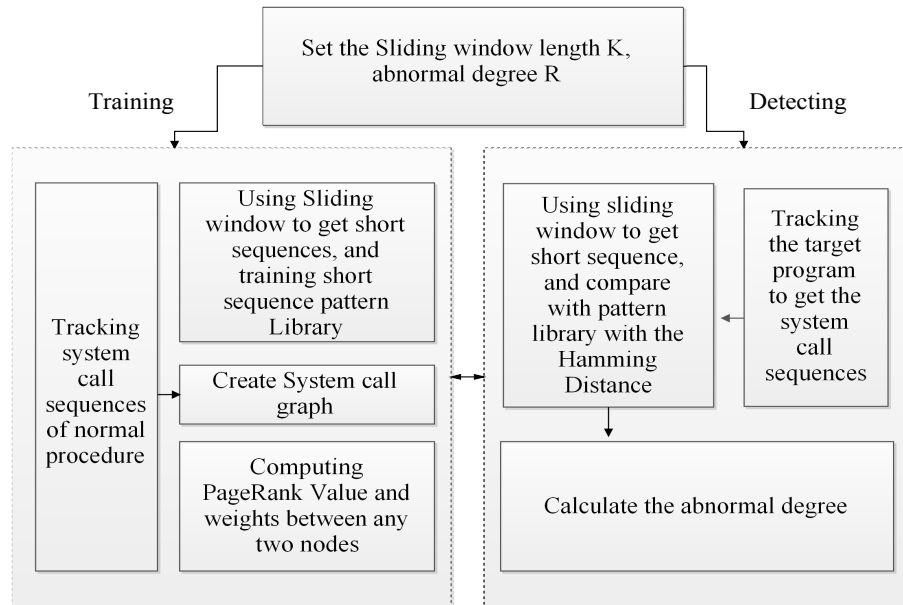 Set the Sliding window length K,
abnormal degree R
Training
Detecting
Tracking
system
call
sequences
of normal
procedure
Using Sliding
window to get short
sequences, and
training short
sequence pattern
Library
Create System call
graph
Computing
PageRank Value and
weights between any
two nodes
Using sliding
window to get
short sequence,
and compare
with pattern
library with the
Hamming
Distance
Tracking
the target
program
to get the
system
call
sequences
Calculate the abnormal degree